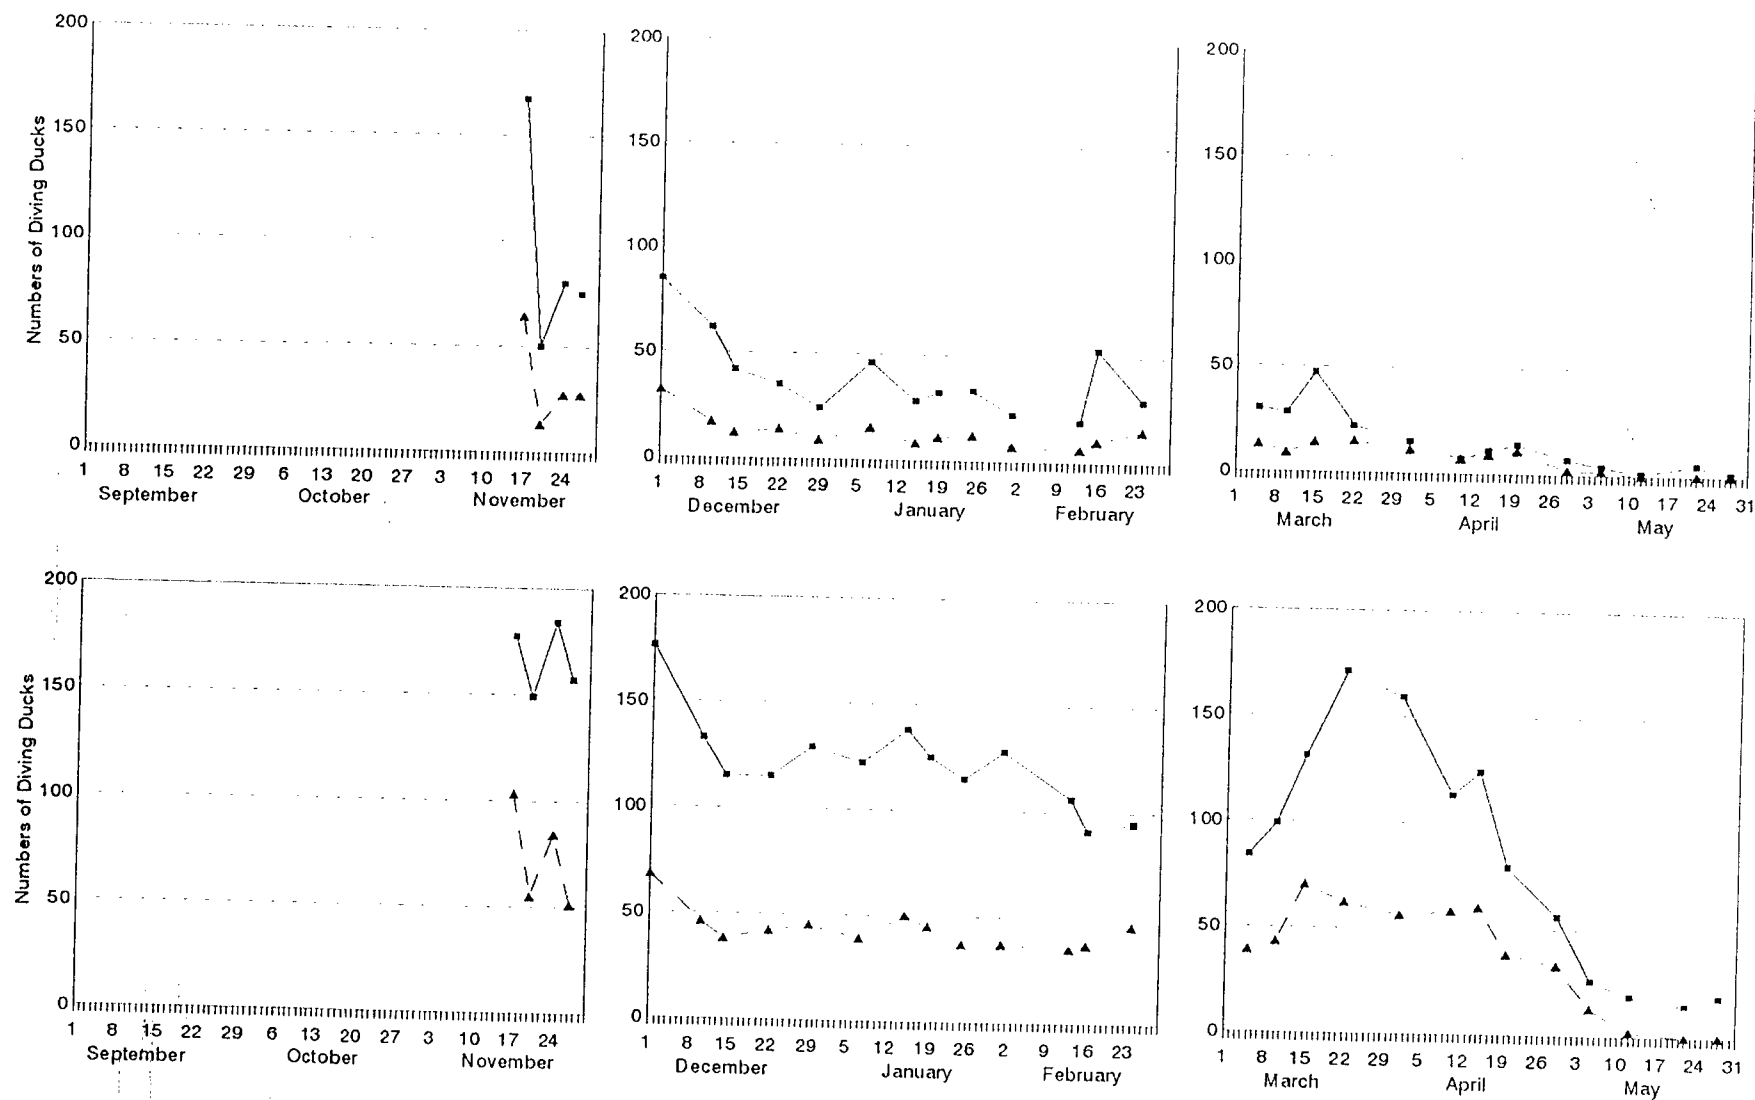 200
150
100
50
0
Numbers of Diving Ducks
1 8 15 22 29 6 13 20 27 3 10 17 24
September October November
200
150
100
50
0
1 8 15 22 29 5 12 19 26 2 9 16 23
December January February
200
150
100
50
0
1 8 15 22 29 5 12 19 26 3 10 17 24 31
March April May
200
150
100
50
0
Numbers of Diving Ducks
1 8 15 22 29 6 13 20 27 3 10 17 24
September October November
200
150
100
50
0
1 8 15 22 29 5 12 19 26 2 9 16 23
December January February
200
150
100
50
0
1 8 15 22 29 5 12 19 26 3 10 17 24 31
March April May